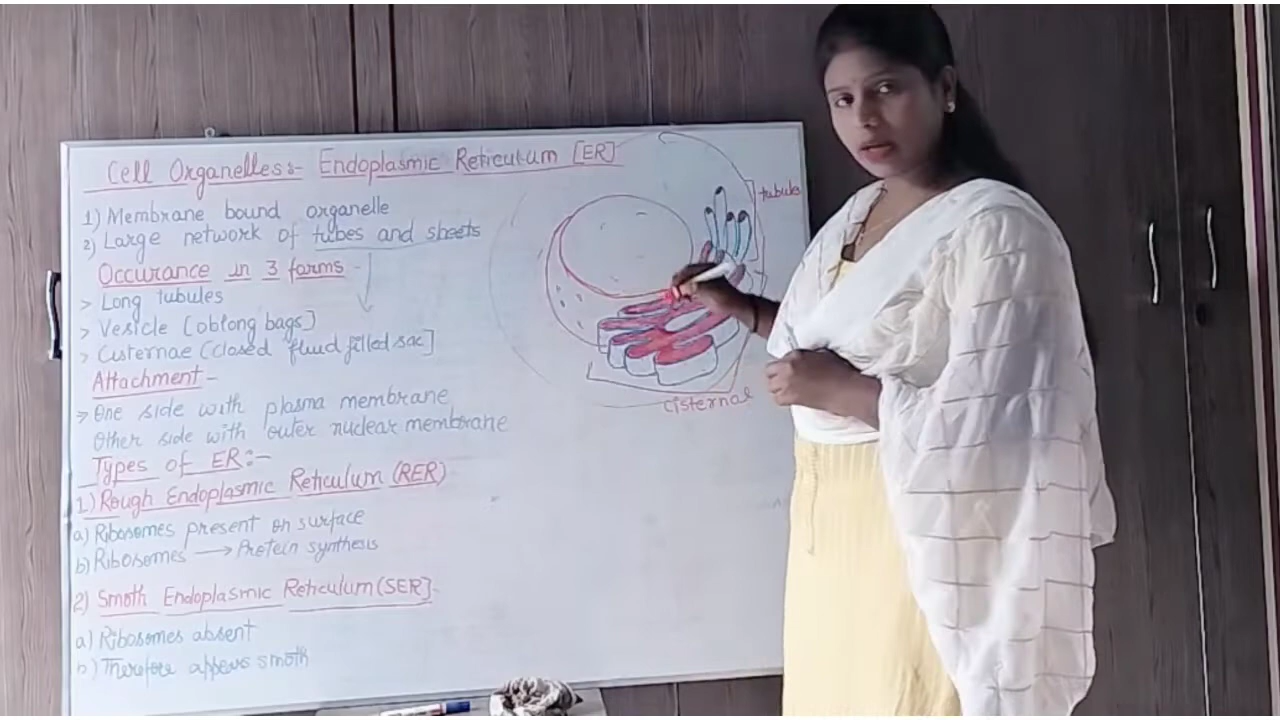 Cell Organelless:- Endoplasmic Reticulum [ER]
1) Membrane bound organelle
2) Large network of tubes and sheets
Occurance in 3 forms -
> Long tubules
> Vesicle [oblong bags]
> Cisternae (closed fluid filled sac]
Attachment -
> One side with plasma membrane
Other side with outer nuclear membrane
Types of ER:-
1) Rough Endoplasmic Reticulum (RER)
a) Ribosomes present on surface
b) Ribosomes → Protein synthesis
2) Smoth Endoplasmic Reticulum (SER]-
a) Ribosomes absent
b) Therefore appers smoth
tubules
cisternal